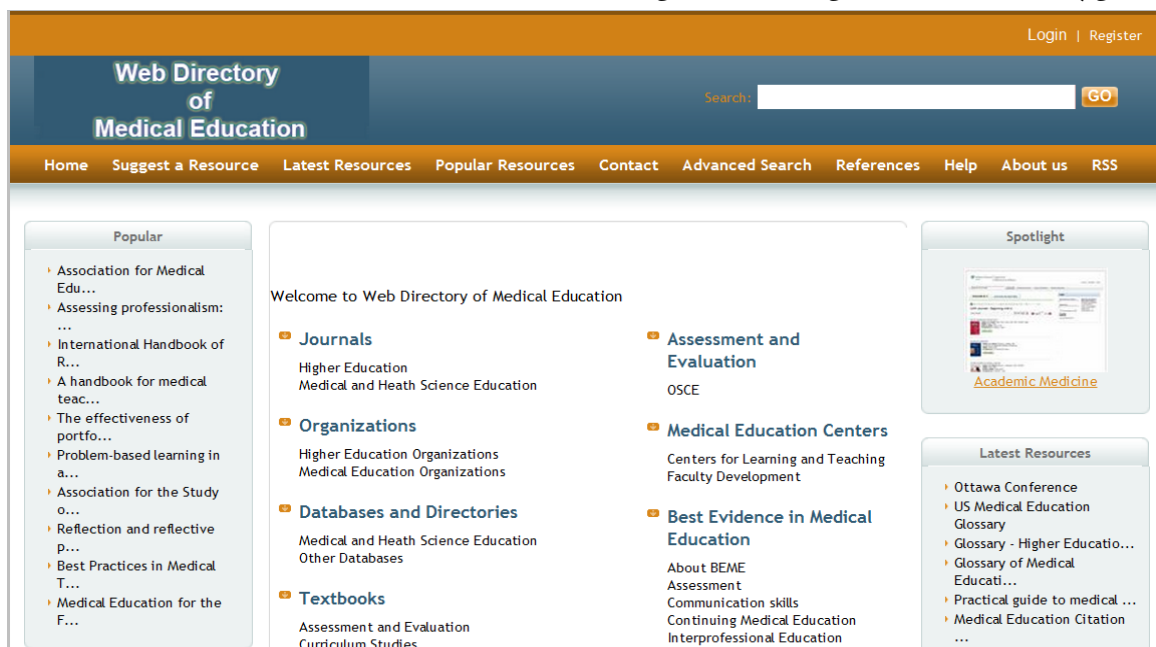 Login | Register
Web Directory
of
Medical Education
Search:
GO
Home Suggest a Resource Latest Resources Popular Resources Contact Advanced Search References Help About us RSS
Popular
Association for Medical
Edu...
Assessing professionalism:
...
International Handbook of
R...
A handbook for medical
teac...
The effectiveness of
portfo...
Problem-based learning in
a...
Association for the Study
o...
Reflection and reflective
p...
Best Practices in Medical
T...
Medical Education for the
F...
Welcome to Web Directory of Medical Education
Journals
Higher Education
Medical and Heath Science Education
Organizations
Higher Education Organizations
Medical Education Organizations
Databases and Directories
Medical and Heath Science Education
Other Databases
Textbooks
Assessment and Evaluation
Curriculum Studies
Assessment and
Evaluation
OSCE
Medical Education Centers
Centers for Learning and Teaching
Faculty Development
Best Evidence in Medical
Education
About BEME
Assessment
Communication skills
Continuing Medical Education
Interprofessional Education
Spotlight
Academic Medicine
Latest Resources
Ottawa Conference
US Medical Education
Glossary
Glossary - Higher Educatio...
Glossary of Medical
Educati...
Practical guide to medical ...
Medical Education Citation
...